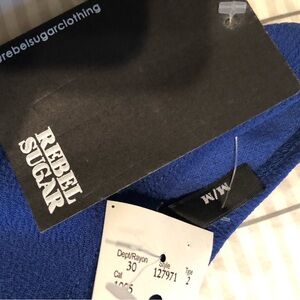 rebelsugarclothing
REBEL
SUGAR
M/M
Dept/Rayon Style Type
30 127971 2
Cat